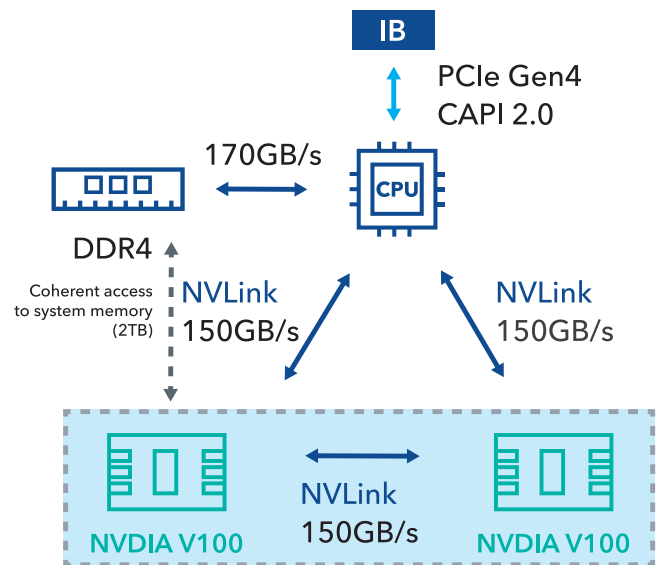 IB
PCIe Gen4
CAPI 2.0
170GB/s
CPU
DDR4
Coherent access
to system memory
(2TB)
NVLink
150GB/s
NVLink
150GB/s
NVLink
150GB/s
NVDIA V100
NVDIA V100